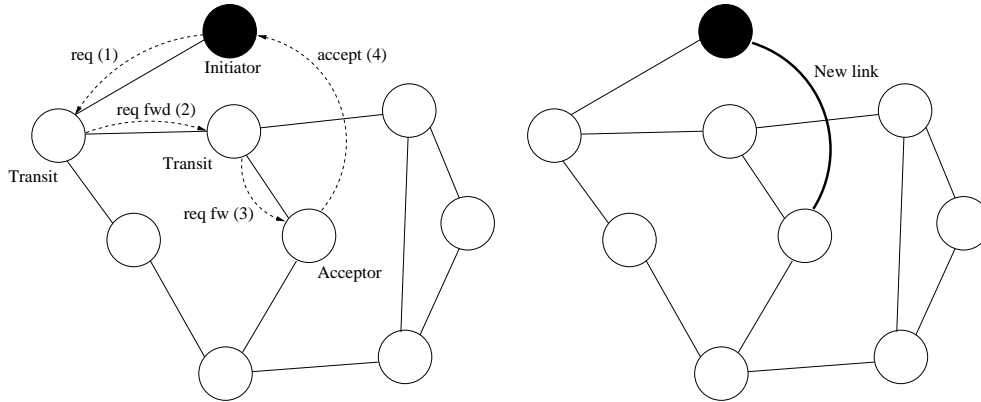 req (1)
accept (4)
Initiator
req fwd (2)
Transit
Transit
req fw (3)
Acceptor
New link